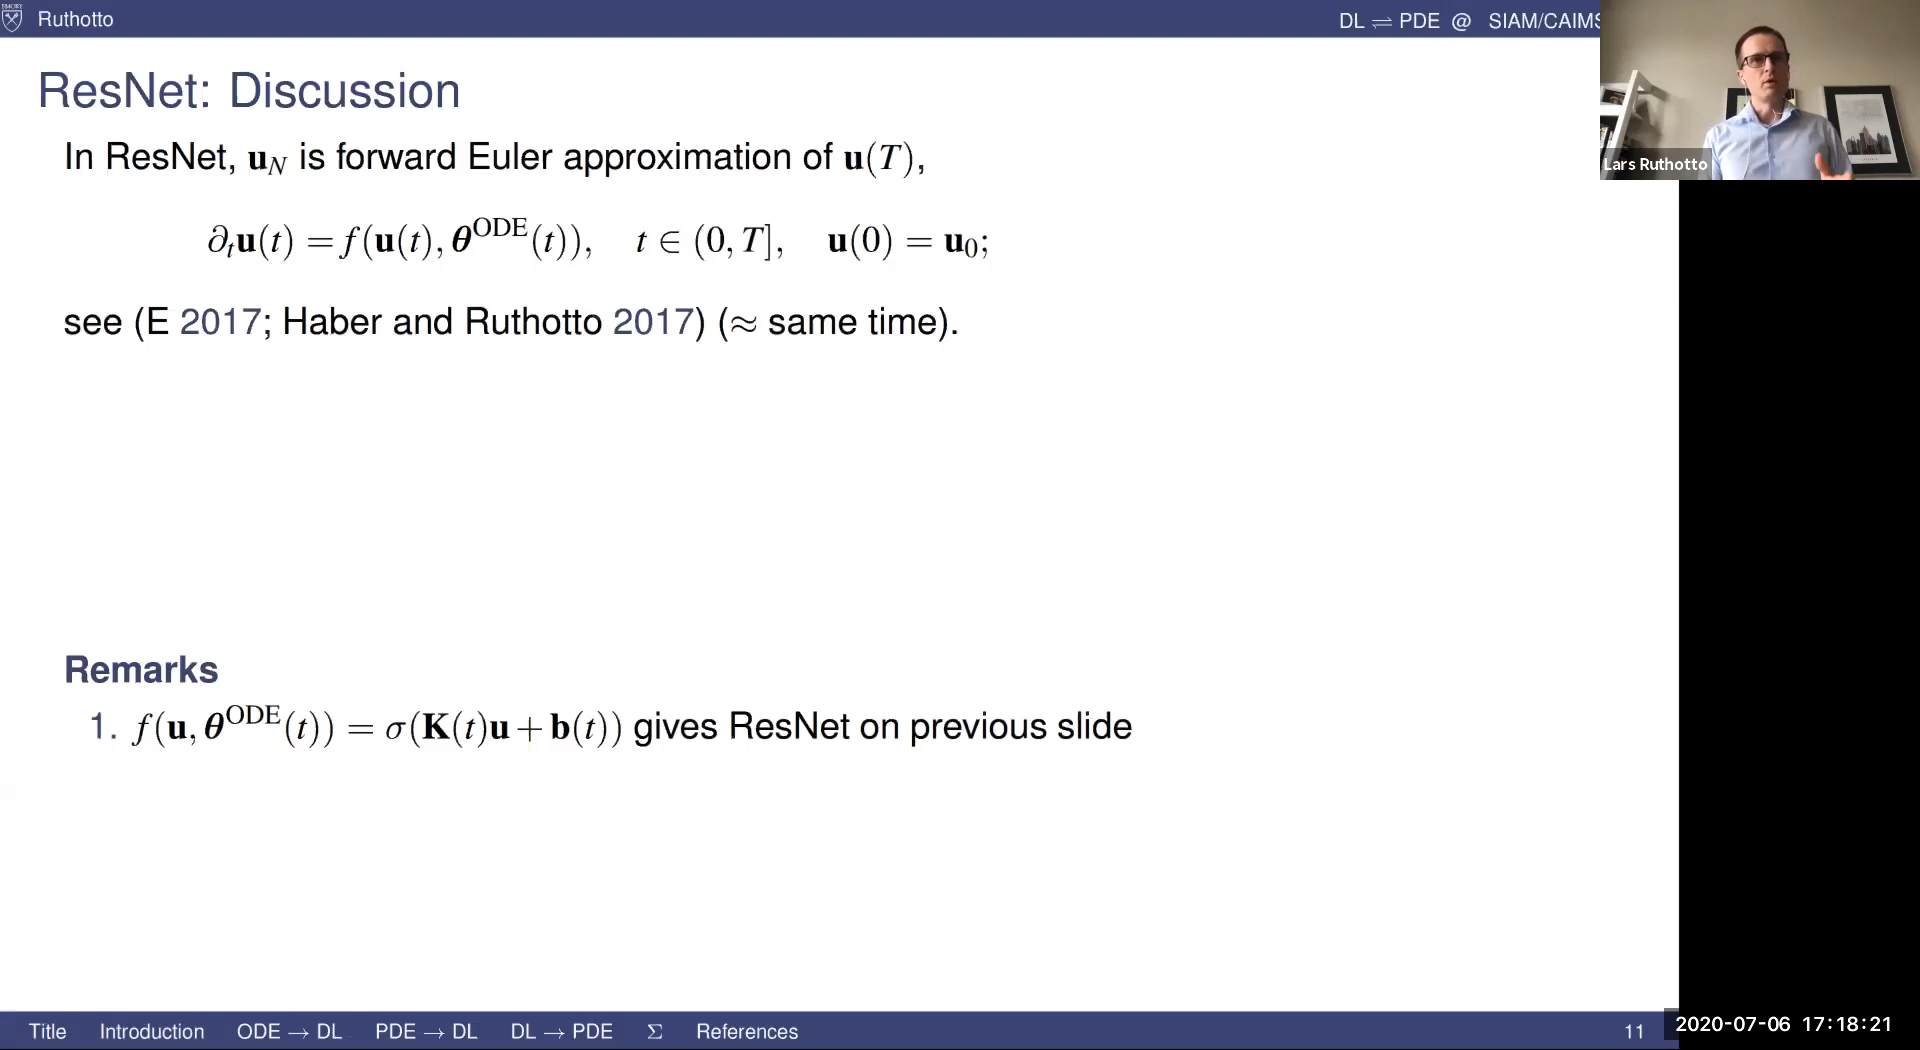 EMORY
Ruthotto
DL ⇌ PDE @ SIAM/CAIMS
Lars Ruthotto
ResNet: Discussion
In ResNet, u_N is forward Euler approximation of u(T),
∂_t u(t) = f(u(t), θ^ODE(t)), t ∈ (0, T], u(0) = u_0;
see (E 2017; Haber and Ruthotto 2017) (≈ same time).
Remarks
1. f(u, θ^ODE(t)) = σ(K(t)u + b(t)) gives ResNet on previous slide
Title Introduction ODE → DL PDE → DL DL → PDE Σ References 11
2020-07-06 17:18:21